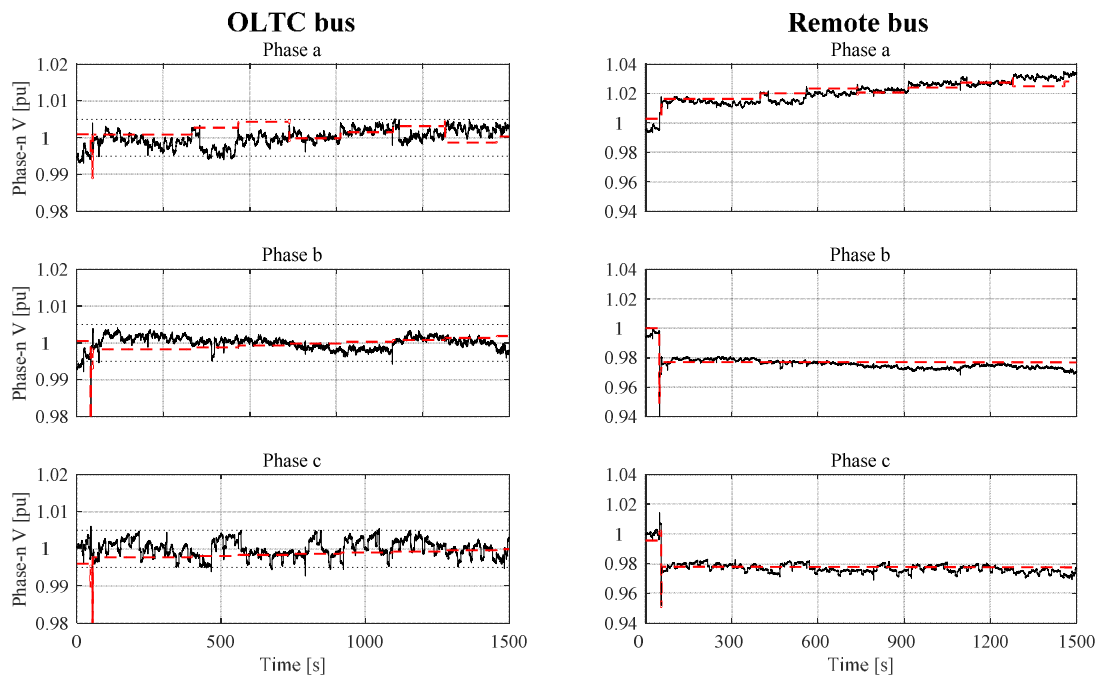 OLTC bus
Remote bus
Phase a
Phase a
Phase-n V [pu]
1.02
1.01
1
0.99
0.98
1.04
1.02
1
0.98
0.96
0.94
Phase b
Phase b
Phase-n V [pu]
1.02
1.01
1
0.99
0.98
1.04
1.02
1
0.98
0.96
0.94
Phase c
Phase c
Phase-n V [pu]
1.02
1.01
1
0.99
0.98
1.04
1.02
1
0.98
0.96
0.94
0 500 1000 1500
0 300 600 900 1200 1500
Time [s]
Time [s]